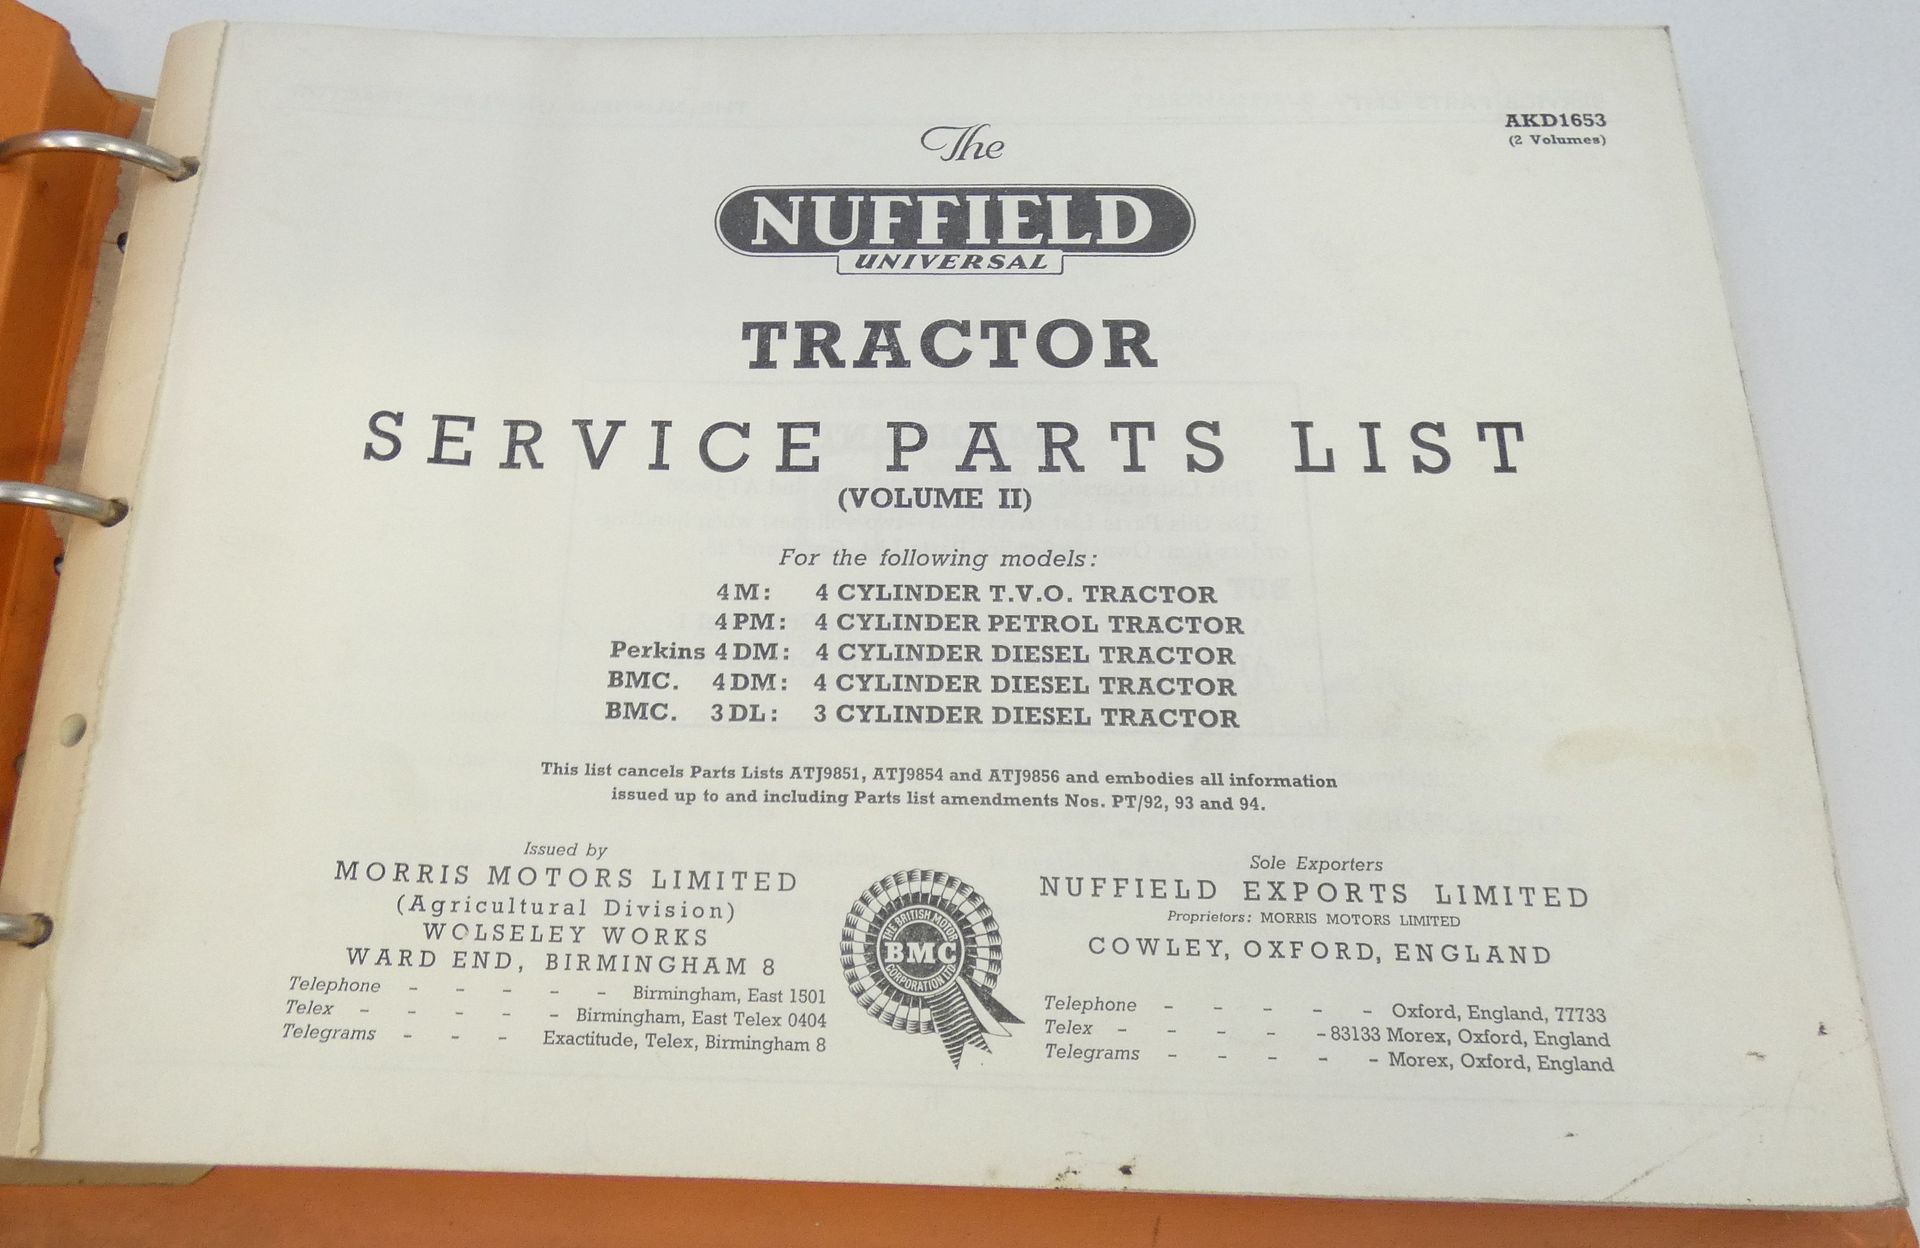 AKD1653
(2 Volumes)
The
NUFFIELD
UNIVERSAL
TRACTOR
SERVICE PARTS LIST
(VOLUME II)
For the following models:
4M: 4 CYLINDER T.V.O. TRACTOR
4PM: 4 CYLINDER PETROL TRACTOR
Perkins 4DM: 4 CYLINDER DIESEL TRACTOR
BMC. 4DM: 4 CYLINDER DIESEL TRACTOR
BMC. 3DL: 3 CYLINDER DIESEL TRACTOR
This list cancels Parts Lists ATJ9851, ATJ9854 and ATJ9856 and embodies all information
issued up to and including Parts list amendments Nos. PT/92, 93 and 94.
Issued by
MORRIS MOTORS LIMITED
(Agricultural Division)
WOLSELEY WORKS
WARD END, BIRMINGHAM 8
Telephone - - - - - Birmingham, East 1501
Telex - - - - - Birmingham, East Telex 0404
Telegrams - - - Exactitude, Telex, Birmingham 8
THE BRITISH MOTOR
BMC
CORPORATION LTD
Sole Exporters
NUFFIELD EXPORTS LIMITED
Proprietors: MORRIS MOTORS LIMITED
COWLEY, OXFORD, ENGLAND
Telephone - - - - - Oxford, England, 77733
Telex - - - - - 83133 Morex, Oxford, England
Telegrams - - - - - Morex, Oxford, England